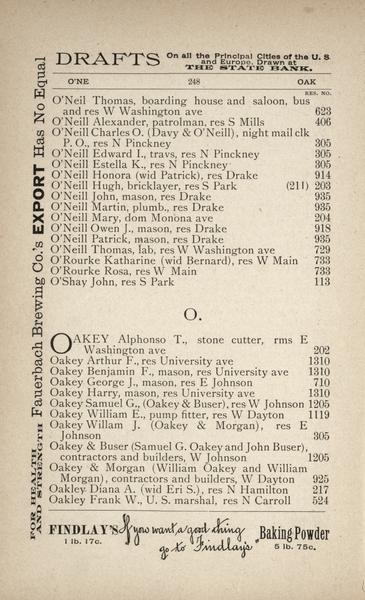 DRAFTS On all the Principal Cities of the U. S.
and Europe, Drawn at
THE STATE BANK.
O'NE 248 OAK
RES. NO.
O'Neil Thomas, boarding house and saloon, bus
and res W Washington ave 623
O'Neill Alexander, patrolman, res S Mills 406
O'Neill Charles O. (Davy & O'Neill), night mail clk
P. O., res N Pinckney 305
O'Neill Edward I., travs, res N Pinckney 305
O'Neill Estella K., res N Pinckney 305
O'Neill Honora (wid Patrick), res Drake 914
O'Neill Hugh, bricklayer, res S Park (211) 203
O'Neill John, mason, res Drake 935
O'Neill Martin, plumb., res Drake 935
O'Neill Mary, dom Monona ave 204
O'Neill Owen J., mason, res Drake 918
O'Neill Patrick, mason, res Drake 935
O'Neill Thomas, lab, res W Washington ave 729
O'Rourke Katharine (wid Bernard), res W Main 733
O'Rourke Rosa, res W Main 733
O'Shay John, res S Park 113
O.
OAKEY Alphonso T., stone cutter, rms E
Washington ave 202
Oakey Arthur F., res University ave 1310
Oakey Benjamin F., mason, res University ave 1310
Oakey George J., mason, res E Johnson 710
Oakey Harry, mason, res University ave 1310
Oakey Samuel G., (Oakey & Buser), res W Johnson 1205
Oakey William E., pump fitter, res W Dayton 1119
Oakey Willam J. (Oakey & Morgan), res E
Johnson 305
Oakey & Buser (Samuel G. Oakey and John Buser),
contractors and builders, W Johnson 1205
Oakey & Morgan (William Oakey and William
Morgan), contractors and builders, W Dayton 925
Oakley Diana A. (wid Eri S.), res N Hamilton 217
Oakley Frank W., U. S. marshal, res N Carroll 524
FINDLAY'S If you want a good thing Baking Powder
1 lb. 17c. go to Findlay's 5 lb. 75c.
FOR HEALTH
AND STRENGTH Fauerbach Brewing Co.'s EXPORT Has No Equal